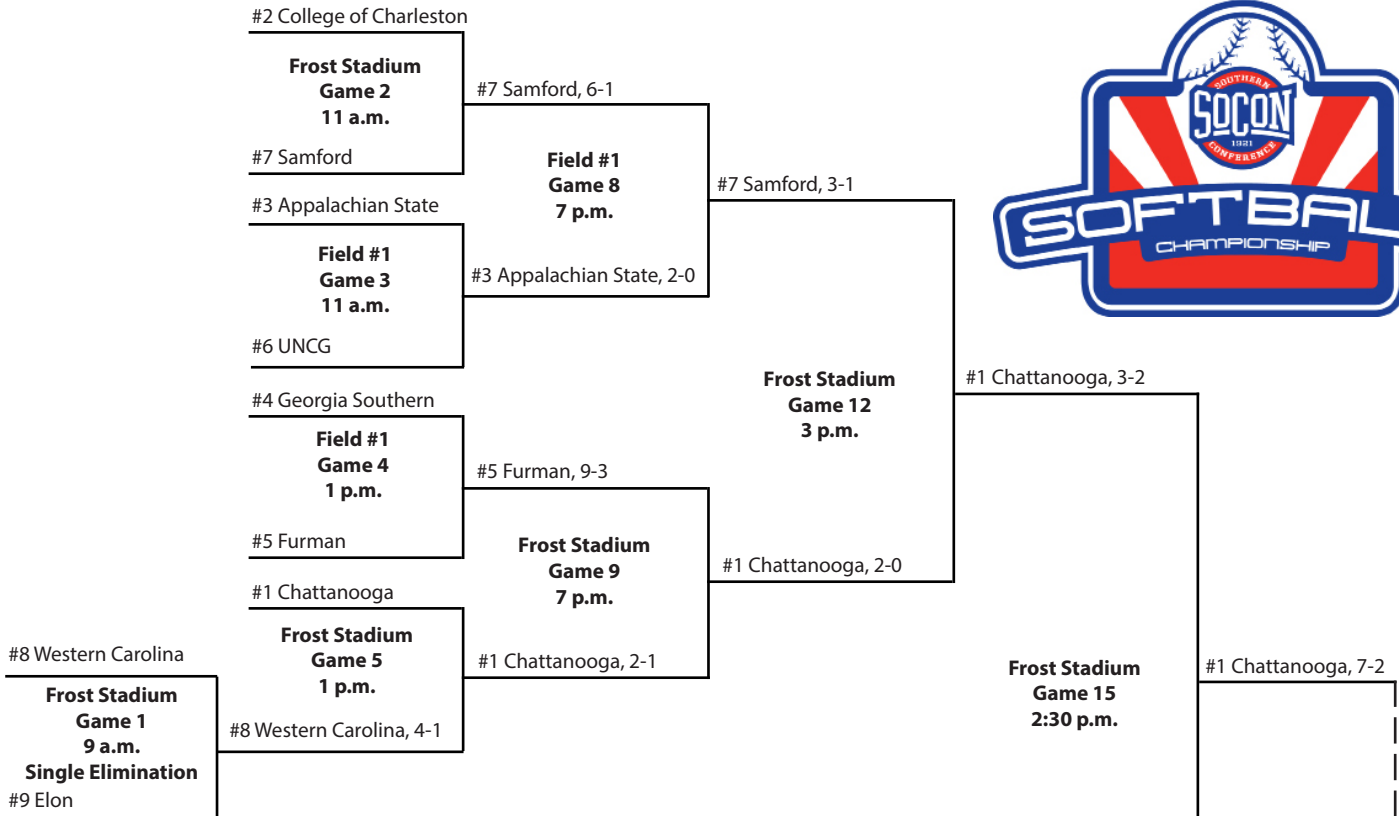 #2 College of Charleston
Frost Stadium
Game 2
11 a.m.
#7 Samford
#7 Samford, 6-1
#3 Appalachian State
Field #1
Game 3
11 a.m.
#6 UNCG
#3 Appalachian State, 2-0
Field #1
Game 8
7 p.m.
#7 Samford, 3-1
#4 Georgia Southern
Field #1
Game 4
1 p.m.
#5 Furman
#5 Furman, 9-3
#1 Chattanooga
Frost Stadium
Game 5
1 p.m.
#8 Western Carolina, 4-1
#1 Chattanooga, 2-1
Frost Stadium
Game 9
7 p.m.
#1 Chattanooga, 2-0
#8 Western Carolina
Frost Stadium
Game 1
9 a.m.
Single Elimination
#9 Elon
Frost Stadium
Game 12
3 p.m.
#1 Chattanooga, 3-2
Frost Stadium
Game 15
2:30 p.m.
#1 Chattanooga, 7-2
SOUTHERN
SOCON
1921
CONFERENCE
SOFTBAL
CHAMPIONSHIP